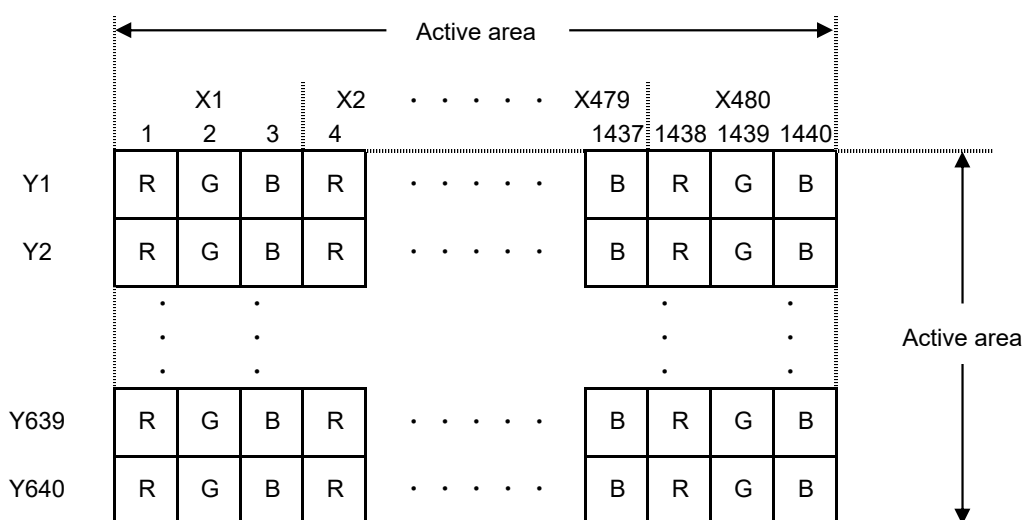 Active area
X1 X2 · · · · · X479 X480
1 2 3 4 1437 1438 1439 1440
Y1 R G B R · · · · · B R G B
Y2 R G B R · · · · · B R G B
· · · ·
· · · ·
Active area
· · · ·
Y639 R G B R · · · · · B R G B
Y640 R G B R · · · · · B R G B